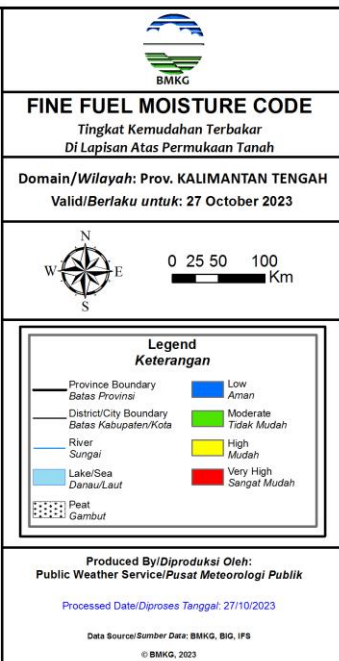 BMKG
FINE FUEL MOISTURE CODE
Tingkat Kemudahan Terbakar
Di Lapisan Atas Permukaan Tanah
Domain/Wilayah: Prov. KALIMANTAN TENGAH
Valid/Berlaku untuk: 27 October 2023
N
W E
S
0 25 50 100
Km
Legend
Keterangan
Province Boundary
Batas Provinsi
District/City Boundary
Batas Kabupaten/Kota
River
Sungai
Lake/Sea
Danau/Laut
Peat
Gambut
Low
Aman
Moderate
Tidak Mudah
High
Mudah
Very High
Sangat Mudah
Produced By/Diproduksi Oleh:
Public Weather Service/Pusat Meteorologi Publik
Processed Date/Diproses Tanggal: 27/10/2023
Data Source/Sumber Data: BMKG, BIG, IFS
© BMKG, 2023